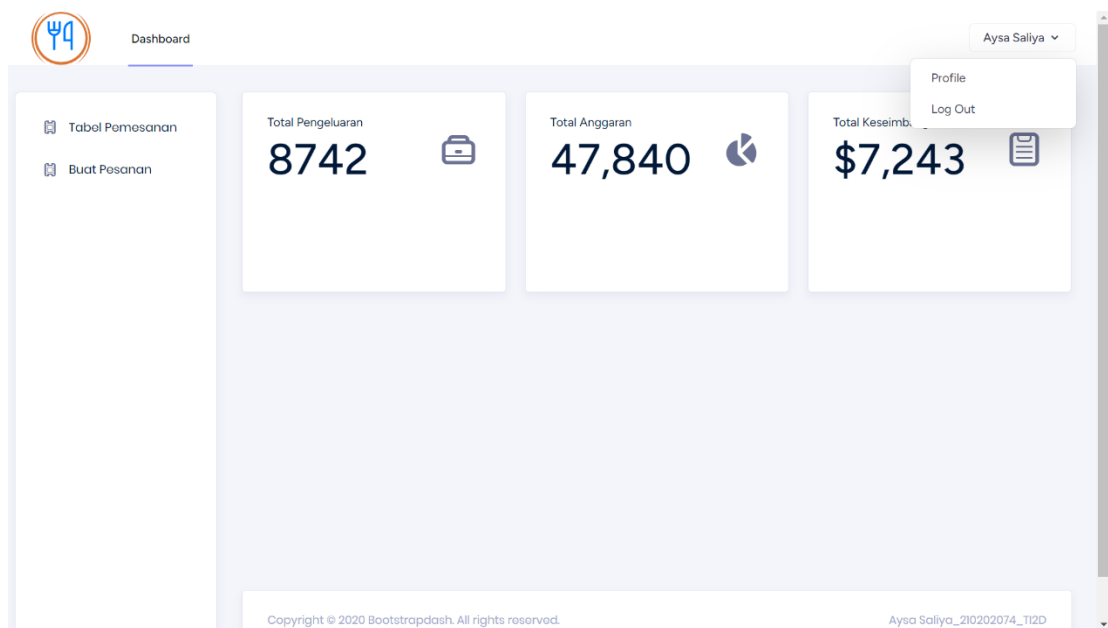 Dashboard
Aysa Saliya
Profile
Log Out
Tabel Pemesanan
Buat Pesanan
Total Pengeluaran
8742
Total Anggaran
47,840
Total
$7,243
Copyright © 2020 Bootstrapdash. All rights reserved.
Aysa Saliya_210202074_TI2D